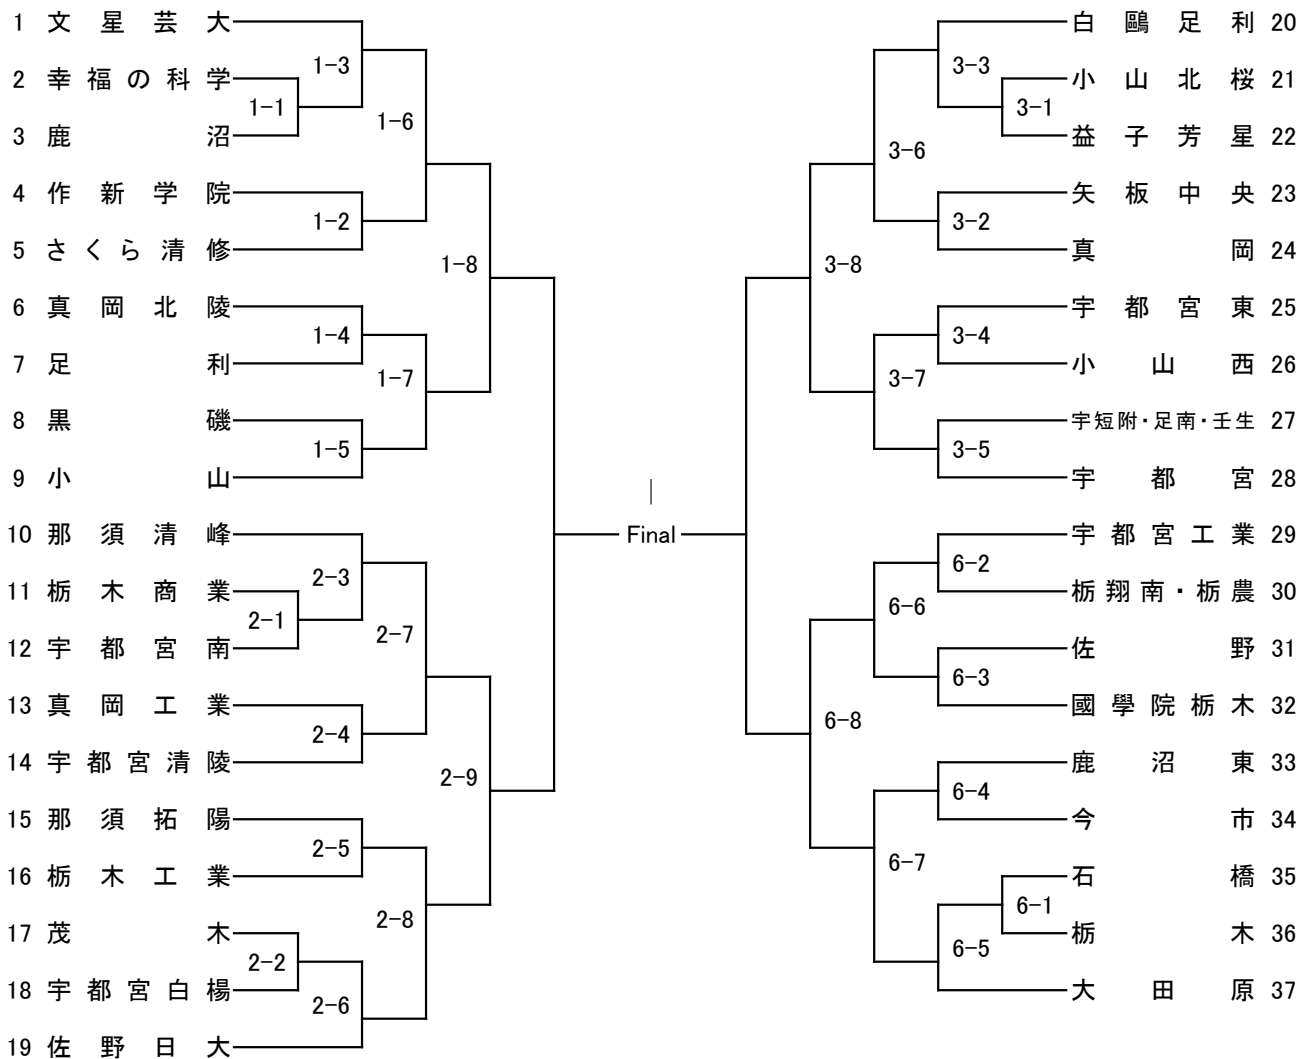 1 文星芸大
2 幸福の科学
3 鹿沼
4 作新学院
5 さくら清修
6 真岡北陵
7 足利
8 黒磯
9 小山
10 那須清峰
11 栃木商業
12 宇都宮南
13 真岡工業
14 宇都宮清陵
15 那須拓陽
16 栃木工業
17 茂木
18 宇都宮白楊
19 佐野日大
1-3
1-1
1-6
1-2
1-8
1-4
1-7
1-5
2-3
2-1
2-7
2-4
2-9
2-5
2-8
2-2
2-6
|
Final
3-3
3-1
3-6
3-2
3-8
3-4
3-7
3-5
6-2
6-6
6-3
6-8
6-4
6-7
6-1
6-5
白鷗足利 20
小山北桜 21
益子芳星 22
矢板中央 23
真岡 24
宇都宮東 25
小山西 26
宇短附・足南・壬生 27
宇都宮 28
宇都宮工業 29
栃翔南・栃農 30
佐野 31
國學院栃木 32
鹿沼東 33
今市 34
石橋 35
栃木 36
大田原 37